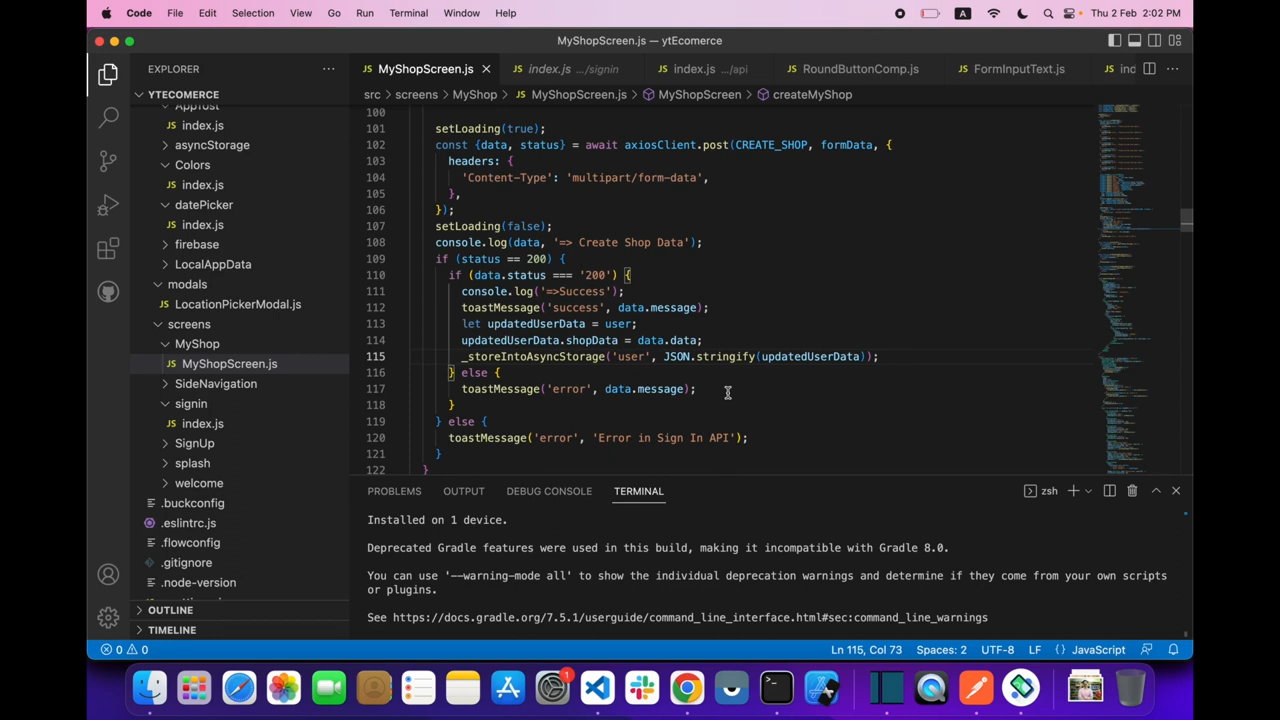 Code File Edit Selection View Go Run Terminal Window Help
A Thu 2 Feb 2:02 PM
MyShopScreen.js — ytEcomerce
EXPLORER
YTECOMERCE
AppToast
index.js
asyncStorage
Colors
index.js
datePicker
index.js
firebase
LocalAppData
modals
LocationPickerModal.js
screens
MyShop
MyShopScreen.js
SideNavigation
signin
index.js
SignUp
splash
welcome
.buckconfig
.eslintrc.js
.flowconfig
.gitignore
.node-version
OUTLINE
TIMELINE
MyShopScreen.js index.js .../signin index.js .../api RoundButtonComp.js FormInputText.js ind
src > screens > MyShop > MyShopScreen.js > MyShopScreen > createMyShop
100
101 setLoading(true);
102 const {data, status} = await axiosClient.post(CREATE_SHOP, formData, {
103 headers: {
104 'Content-Type': 'multipart/form-data',
105 },
106 });
107 setLoading(false);
108 console.log(data, '=> Create Shop Data');
109 if (status == 200) {
110 if (data.status === '200') {
111 console.log('=>Success');
112 toastMessage('success', data.message);
113 let updatedUserData = user;
114 updatedUserData.shopData = data.data;
115 _storeIntoAsyncStorage('user', JSON.stringify(updatedUserData));
116 } else {
117 toastMessage('error', data.message);
118 }
119 } else {
120 toastMessage('error', 'Error in Sign In API');
121 }
122 }
PROBLEMS OUTPUT DEBUG CONSOLE TERMINAL zsh
Installed on 1 device.
Deprecated Gradle features were used in this build, making it incompatible with Gradle 8.0.
You can use '--warning-mode all' to show the individual deprecation warnings and determine if they come from your own scripts
or plugins.
See https://docs.gradle.org/7.5.1/userguide/command_line_interface.html#sec:command_line_warnings
0 0 Ln 115, Col 73 Spaces: 2 UTF-8 LF {} JavaScript
1